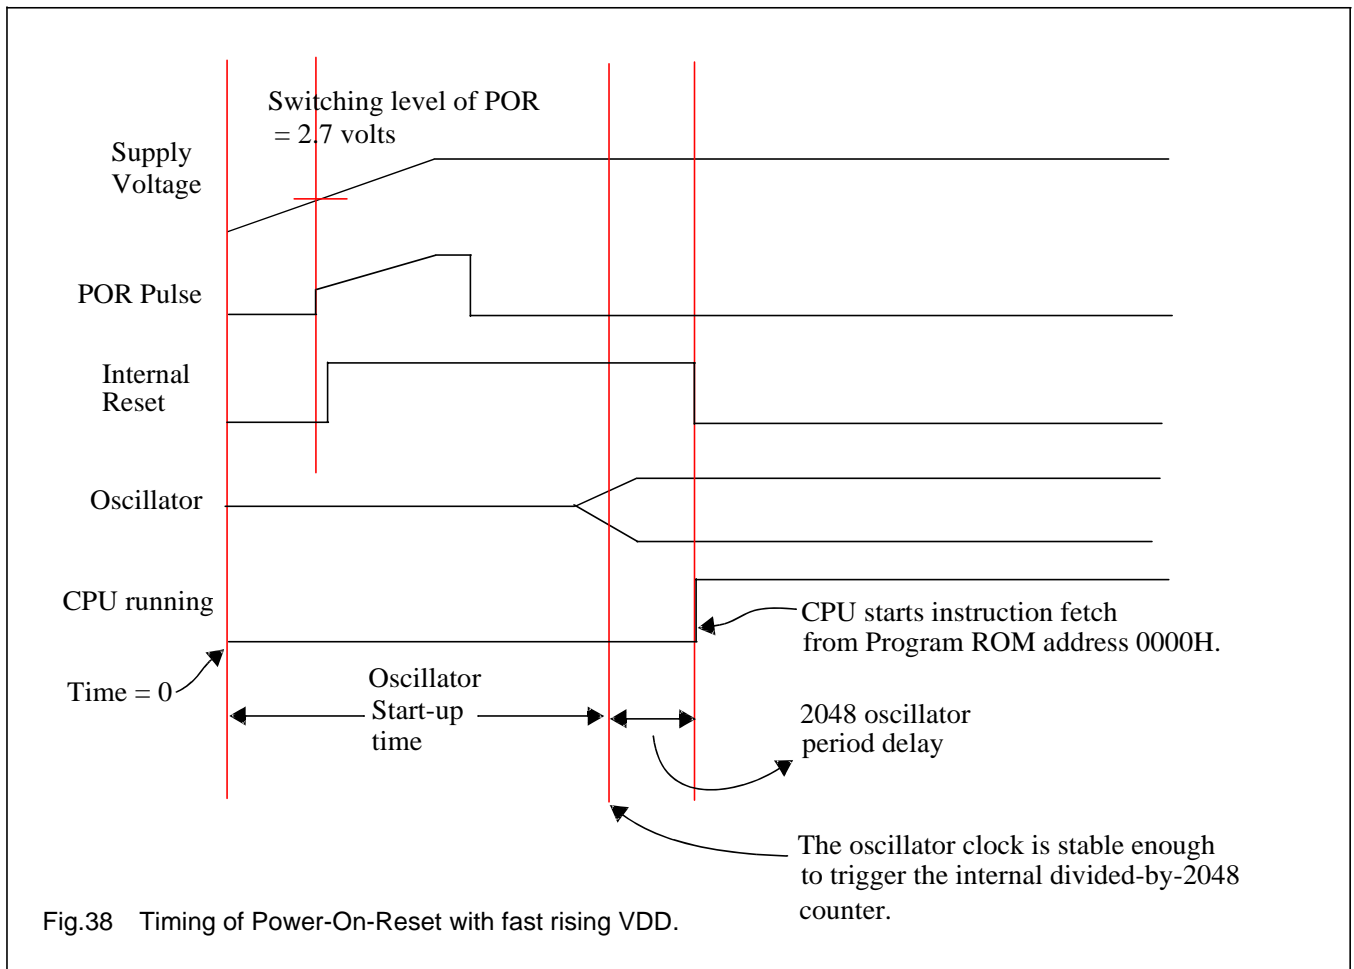 Switching level of POR
= 2.7 volts
Supply
Voltage
POR Pulse
Internal
Reset
Oscillator
CPU running
CPU starts instruction fetch
from Program ROM address 0000H.
Time = 0
Oscillator
Start-up
time
2048 oscillator
period delay
The oscillator clock is stable enough
to trigger the internal divided-by-2048
counter.
Fig.38 Timing of Power-On-Reset with fast rising VDD.